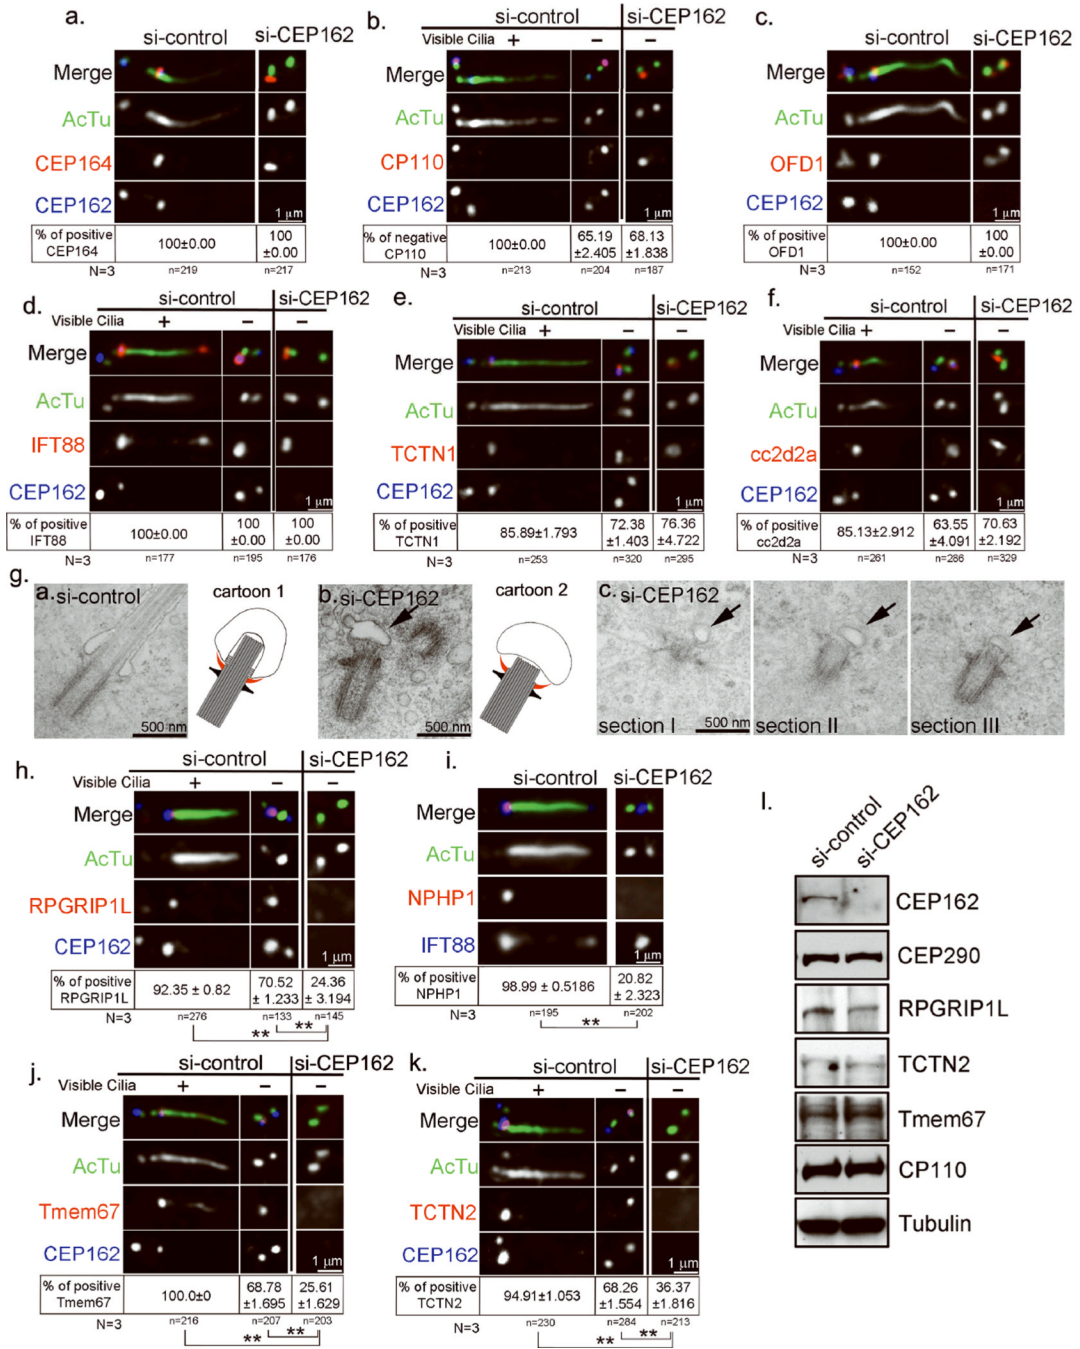 a.
si-control si-CEP162
Merge
AcTu
CEP164
CEP162
1 μm
% of positive CEP164 100±0.00 100 ±0.00
N=3 n=219 n=217
b.
si-control si-CEP162
Visible Cilia + − −
Merge
AcTu
CP110
CEP162
1 μm
% of negative CP110 100±0.00 65.19 ±2.405 68.13 ±1.838
N=3 n=213 n=204 n=187
c.
si-control si-CEP162
Merge
AcTu
OFD1
CEP162
1 μm
% of positive OFD1 100±0.00 100 ±0.00
N=3 n=152 n=171
d.
si-control si-CEP162
Visible Cilia + − −
Merge
AcTu
IFT88
CEP162
1 μm
% of positive IFT88 100±0.00 100 ±0.00 100 ±0.00
N=3 n=177 n=195 n=176
e.
si-control si-CEP162
Visible Cilia + − −
Merge
AcTu
TCTN1
CEP162
1 μm
% of positive TCTN1 85.89±1.793 72.38 ±1.403 76.36 ±4.722
N=3 n=253 n=320 n=295
f.
si-control si-CEP162
Visible Cilia + − −
Merge
AcTu
cc2d2a
CEP162
1 μm
% of positive cc2d2a 85.13±2.912 63.55 ±4.091 70.63 ±2.192
N=3 n=261 n=286 n=329
g.
a. si-control
500 nm
cartoon 1
b. si-CEP162
500 nm
cartoon 2
c. si-CEP162
section I 500 nm section II section III
h.
si-control si-CEP162
Visible Cilia + − −
Merge
AcTu
RPGRIP1L
CEP162
1 μm
% of positive RPGRIP1L 92.35 ± 0.82 70.52 ± 1.233 24.36 ± 3.194
N=3 n=276 n=133 n=145
** **
i.
si-control si-CEP162
Merge
AcTu
NPHP1
IFT88
1 μm
% of positive NPHP1 98.99 ± 0.5186 20.82 ± 2.323
N=3 n=195 n=202
**
j.
si-control si-CEP162
Visible Cilia + − −
Merge
AcTu
Tmem67
CEP162
1 μm
% of positive Tmem67 100.0±0 68.78 ±1.695 25.61 ±1.629
N=3 n=216 n=207 n=203
** **
k.
si-control si-CEP162
Visible Cilia + − −
Merge
AcTu
TCTN2
CEP162
1 μm
% of positive TCTN2 94.91±1.053 68.26 ±1.554 36.37 ±1.816
N=3 n=230 n=284 n=213
** **
l.
si-control si-CEP162
CEP162
CEP290
RPGRIP1L
TCTN2
Tmem67
CP110
Tubulin